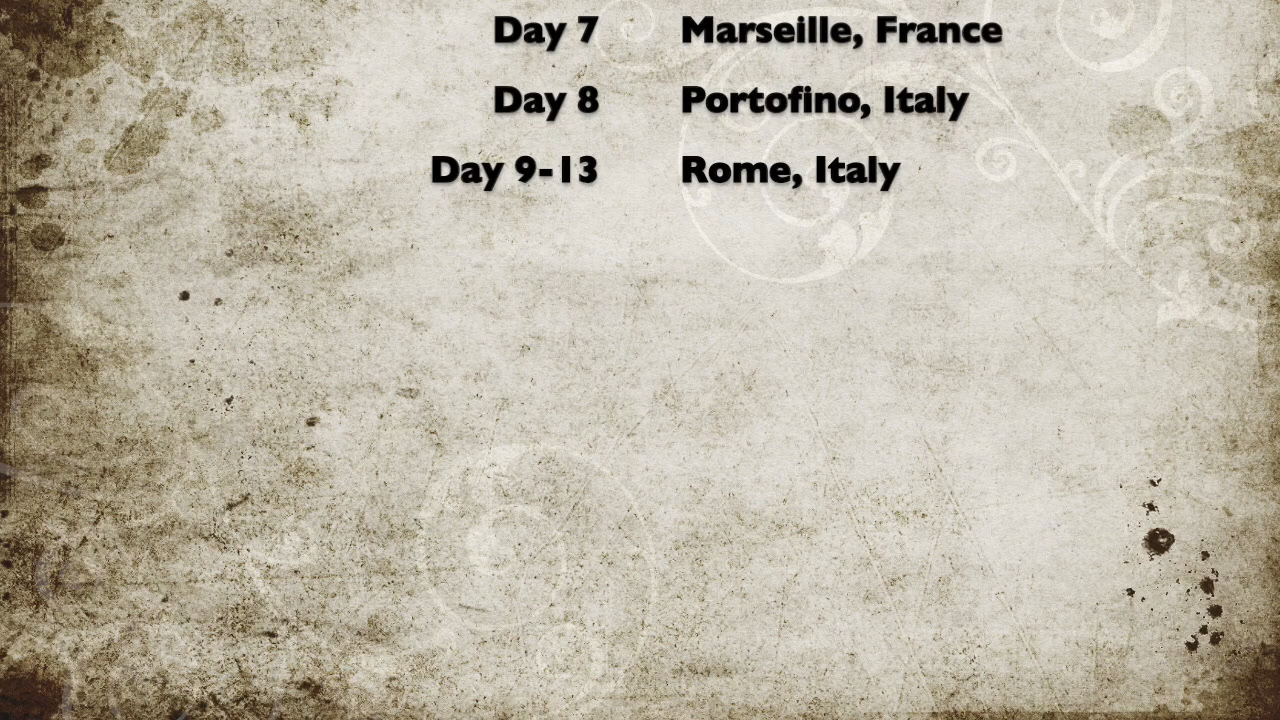 Day 7 Marseille, France
Day 8 Portofino, Italy
Day 9-13 Rome, Italy